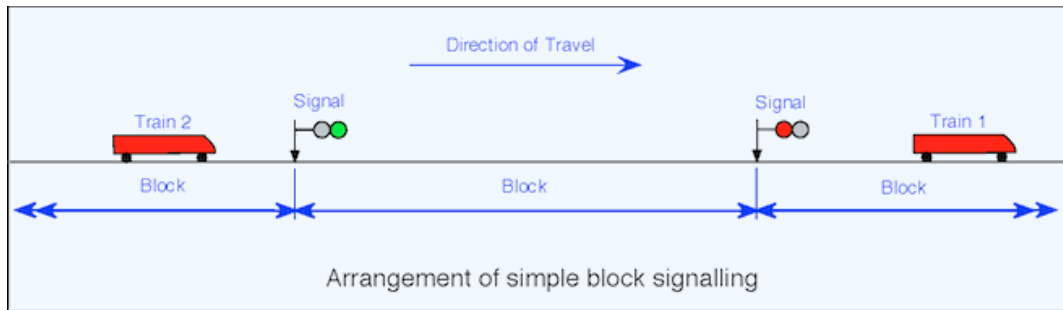 Direction of Travel
Signal
Signal
Train 2
Train 1
Block
Block
Block
Arrangement of simple block signalling